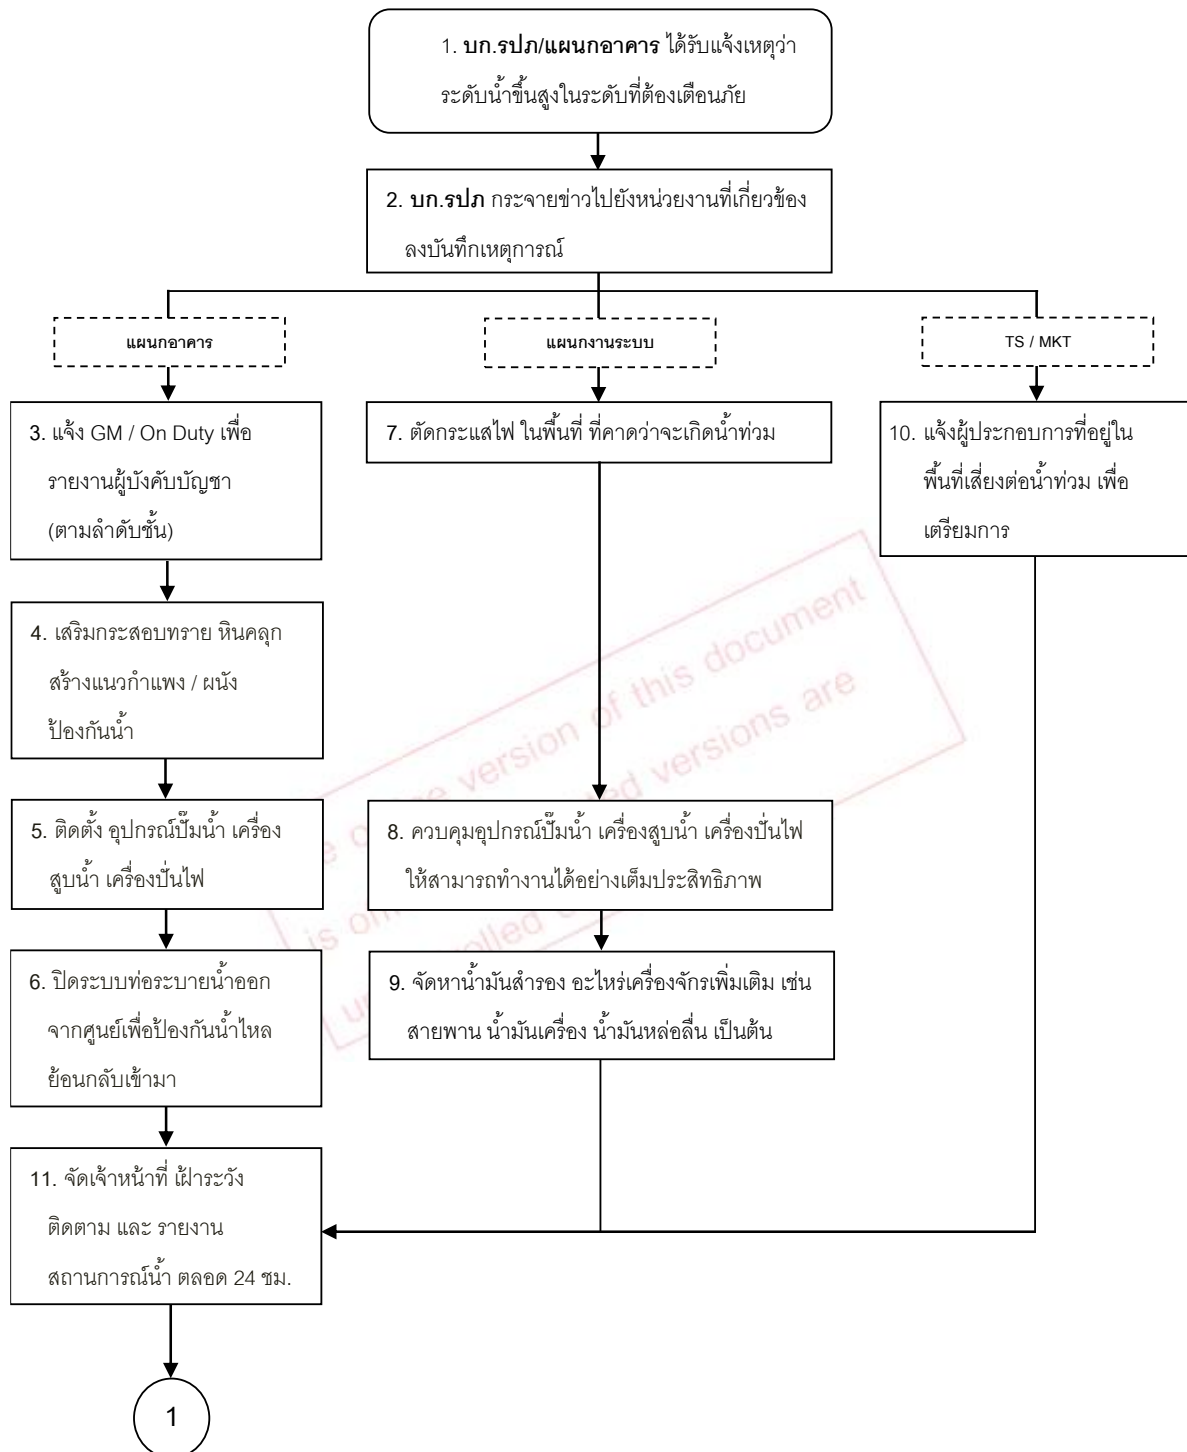 1. บก.รปภ/แผนกอาคาร ได้รับแจ้งเหตุว่า
ระดับน้ำขึ้นสูงในระดับที่ต้องเตือนภัย
2. บก.รปภ กระจายข่าวไปยังหน่วยงานที่เกี่ยวข้อง
ลงบันทึกเหตุการณ์
แผนกอาคาร
3. แจ้ง GM / On Duty เพื่อ
รายงานผู้บังคับบัญชา
(ตามลำดับชั้น)
4. เสริมกระสอบทราย หินคลุก
สร้างแนวกำแพง / ผนัง
ป้องกันน้ำ
5. ติดตั้ง อุปกรณ์ปั๊มน้ำ เครื่อง
สูบน้ำ เครื่องปั่นไฟ
6. ปิดระบบท่อระบายน้ำออก
จากศูนย์เพื่อป้องกันน้ำไหล
ย้อนกลับเข้ามา
แผนกงานระบบ
7. ตัดกระแสไฟ ในพื้นที่ ที่คาดว่าจะเกิดน้ำท่วม
8. ควบคุมอุปกรณ์ปั๊มน้ำ เครื่องสูบน้ำ เครื่องปั่นไฟ
ให้สามารถทำงานได้อย่างเต็มประสิทธิภาพ
9. จัดหาน้ำมันสำรอง อะไหร่เครื่องจักรเพิ่มเติม เช่น
สายพาน น้ำมันเครื่อง น้ำมันหล่อลื่น เป็นต้น
TS / MKT
10. แจ้งผู้ประกอบการที่อยู่ใน
พื้นที่เสี่ยงต่อน้ำท่วม เพื่อ
เตรียมการ
11. จัดเจ้าหน้าที่ เฝ้าระวัง
ติดตาม และ รายงาน
สถานการณ์น้ำ ตลอด 24 ชม.
1
version of this document
versions are